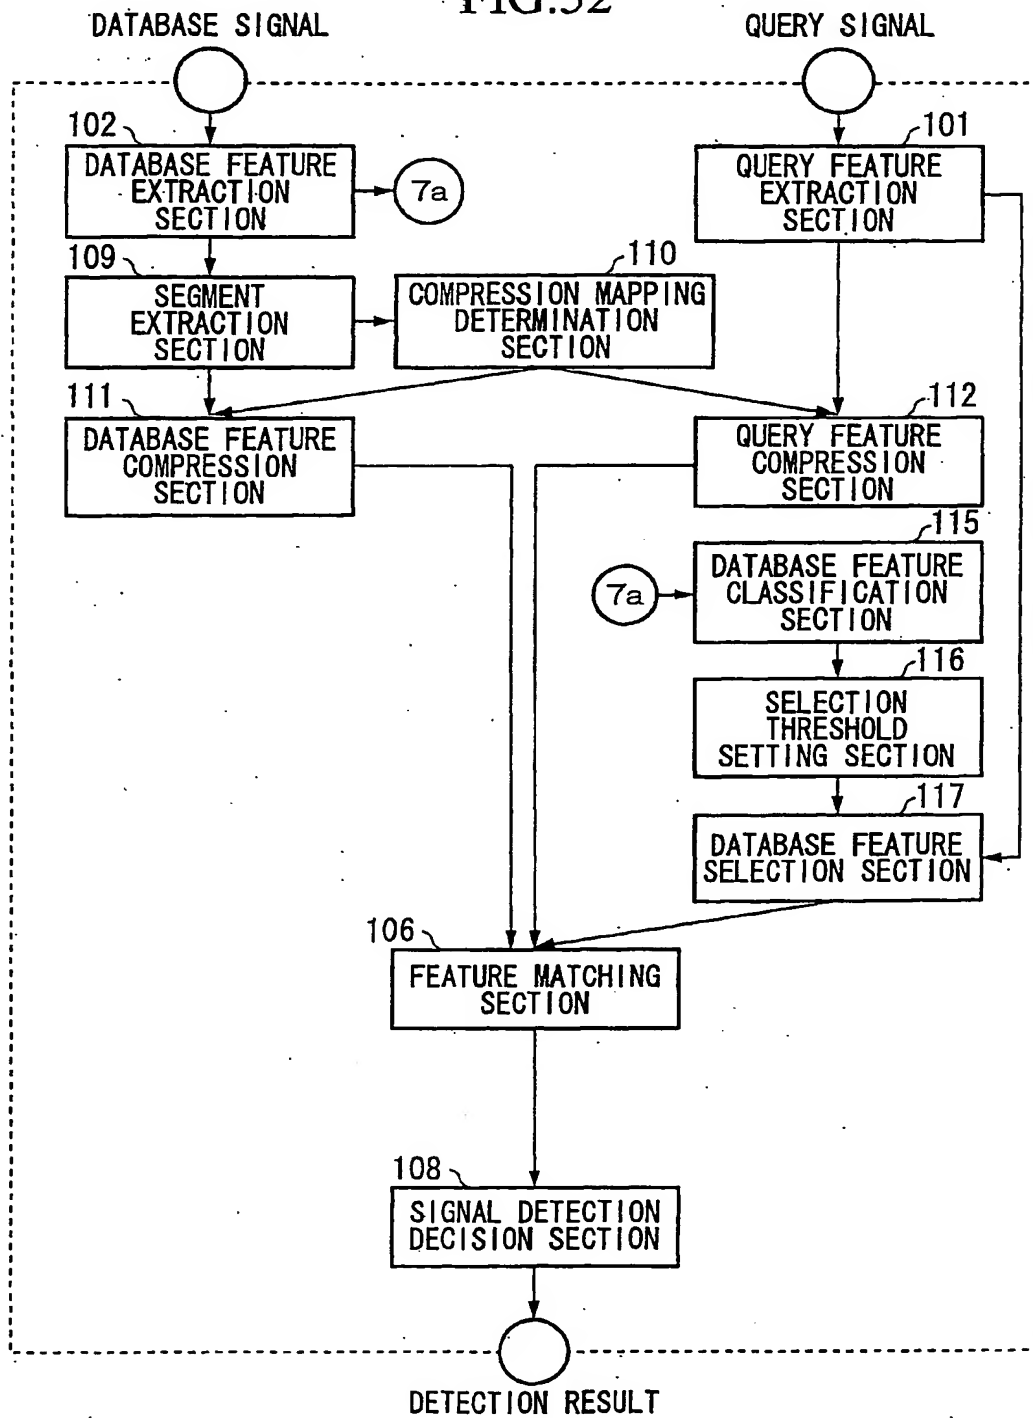 FIG.32
DATABASE SIGNAL
QUERY SIGNAL
102
DATABASE FEATURE
EXTRACTION
SECTION
7a
101
QUERY FEATURE
EXTRACTION
SECTION
109
SEGMENT
EXTRACTION
SECTION
110
COMPRESSION MAPPING
DETERMINATION
SECTION
111
DATABASE FEATURE
COMPRESSION
SECTION
112
QUERY FEATURE
COMPRESSION
SECTION
115
7a
DATABASE FEATURE
CLASSIFICATION
SECTION
116
SELECTION
THRESHOLD
SETTING SECTION
117
DATABASE FEATURE
SELECTION SECTION
106
FEATURE MATCHING
SECTION
108
SIGNAL DETECTION
DECISION SECTION
DETECTION RESULT